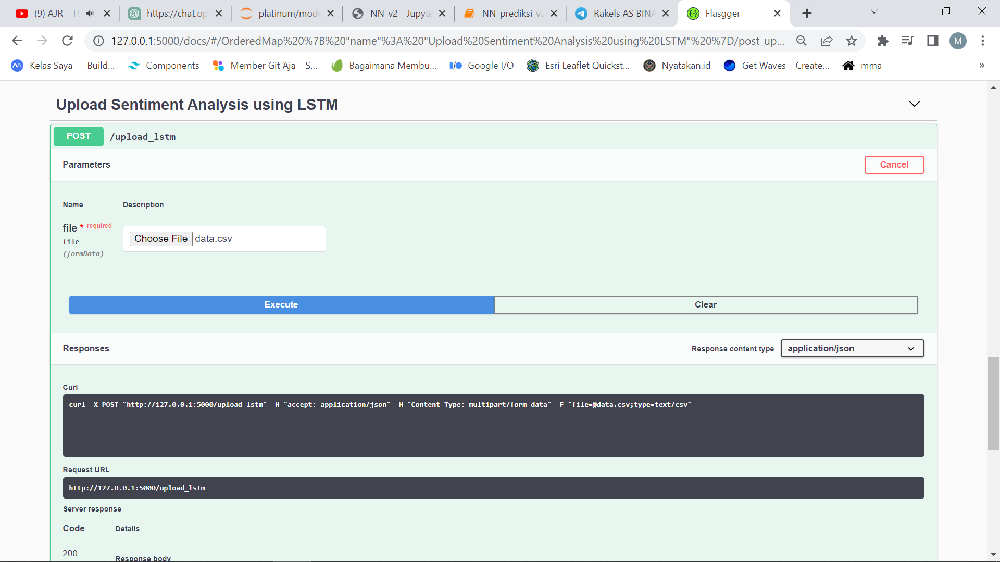 (9) AJR - Th
https://chat.op
platinum/mode
NN_v2 - Jupyte
NN_prediksi_v2
Rakels AS BINA
Flasgger
127.0.0.1:5000/docs/#/OrderedMap%20%7B%20"name"%3A%20"Upload%20Sentiment%20Analysis%20using%20LSTM"%20%7D/post_up...
M
Kelas Saya — Build...
Components
Member Git Aja – S...
Bagaimana Membu...
Google I/O
Esri Leaflet Quickst...
Nyatakan.id
Get Waves – Create...
mma
»
Upload Sentiment Analysis using LSTM
POST /upload_lstm
Parameters
Cancel
Name Description
file * required
file
(formData)
Choose File data.csv
Execute
Clear
Responses
Response content type
application/json
Curl
curl -X POST "http://127.0.0.1:5000/upload_lstm" -H "accept: application/json" -H "Content-Type: multipart/form-data" -F "file=@data.csv;type=text/csv"
Request URL
http://127.0.0.1:5000/upload_lstm
Server response
Code Details
200
Response body